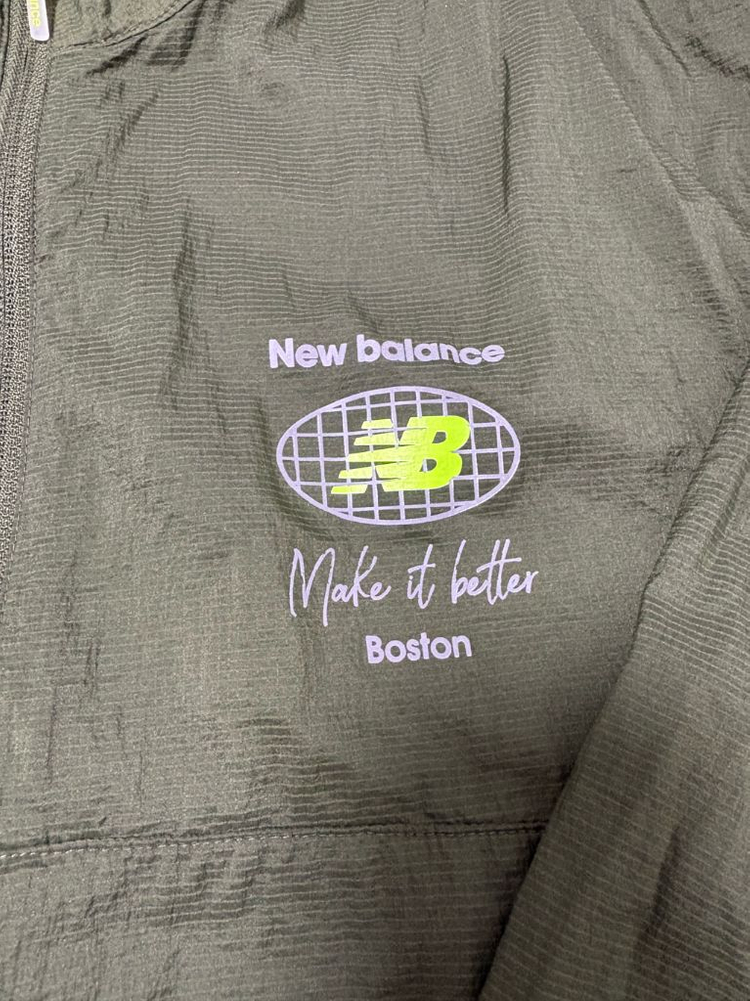 New balance
NB
Make it better
Boston